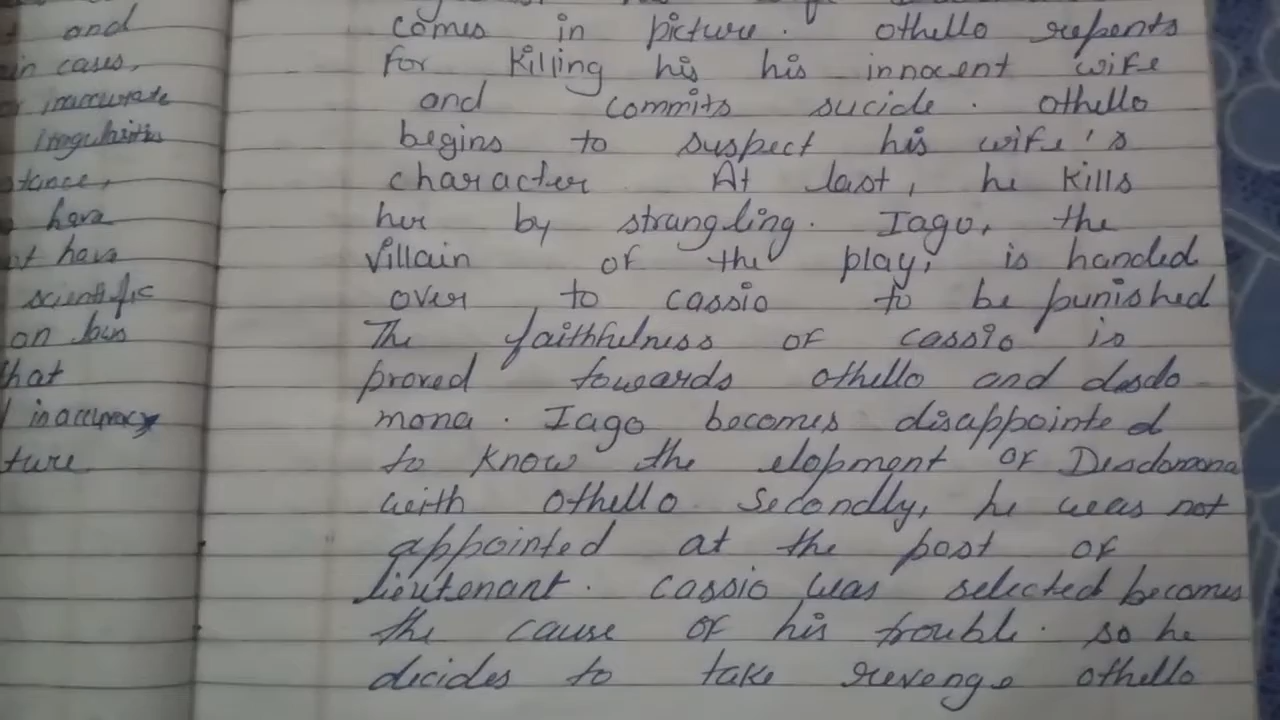 and
in cases,
inaccurate
Irregularities
have
have
scientific
on bus
that
inaccuracy
ture
comes in picture. othello repents
for killing his his innocent wife
and commits sucide. othello
begins to suspect his wife's
character At last, he kills
her by strangling. Iago, the
villain of the play, is handed
over to cassio to be punished
The faithfulness of cassio is
proved towards othello and desdo-
mona. Iago becomes disappointed
to know the elopment of Desdomona
with othello. Secondly, he was not
appointed at the post of
lieutenant. cassio was selected becomes
the cause of his trouble. so he
decides to take revenge othello